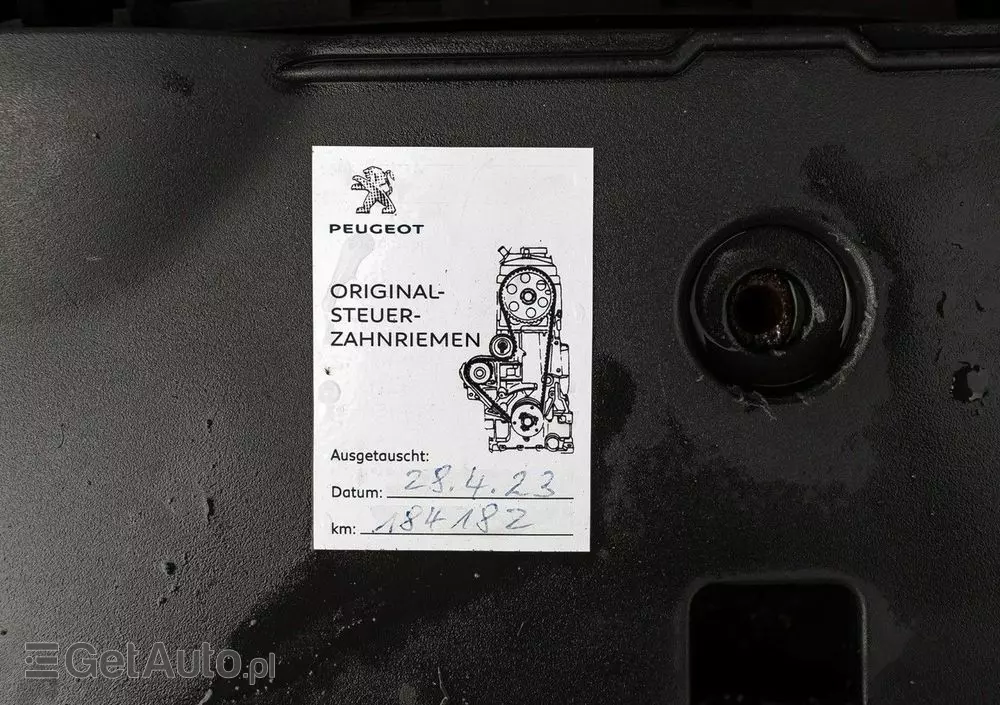 PEUGEOT
ORIGINAL-
STEUER-
ZAHNRIEMEN
Ausgetauscht:
Datum: 28.4.23
km: 184182
GetAuto.pl